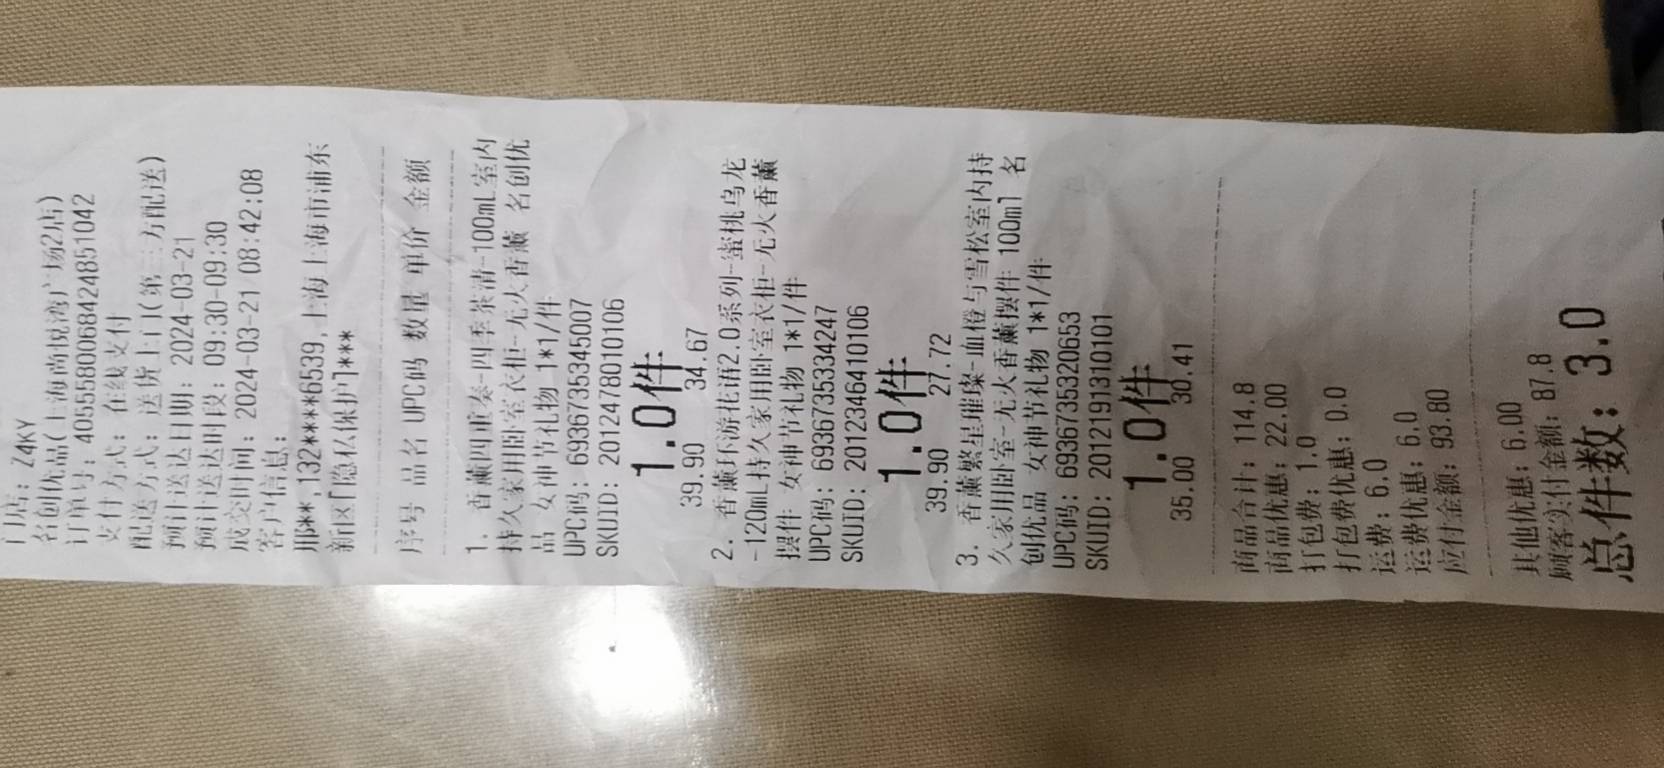 门店: Z4KY
名创优品(上海尚悦湾广场2店)
订单号: 4055580068424851042
支付方式: 在线支付
配送方式: 送货上门(第三方配送)
预计送达日期: 2024-03-21
预计送达时段: 09:30-09:30
成交时间: 2024-03-21 08:42:08
客户信息:
那**,132****6539,上海上海市浦东
新区[隐私保护]***
序号 品名 UPC码 数量 单价 金额
1. 香薰四重奏-四季茶清-100mL室内
持久家用卧室衣柜-无火香薰 名创优
品 女神节礼物 1*1/件
UPC码: 6936735345007
SKUID: 2012478010106
1.0件
39.90 34.67
2. 香薰环游花语2.0系列-蜜桃乌龙
-120mL持久家用卧室衣柜-无火香薰
摆件 女神节礼物 1*1/件
UPC码: 6936735334247
SKUID: 2012346410106
1.0件
39.90 27.72
3. 香薰繁星璀璨-血橙与雪松室内持
久家用卧室-无火香薰摆件 100ml 名
创优品 女神节礼物 1*1/件
UPC码: 6936735320653
SKUID: 2012191310101
1.0件
35.00 30.41
商品合计: 114.8
商品优惠: 22.00
打包费: 1.0
打包费优惠: 0.0
运费: 6.0
运费优惠: 6.0
应付金额: 93.80
其他优惠: 6.00
顾客实付金额: 87.8
总件数: 3.0